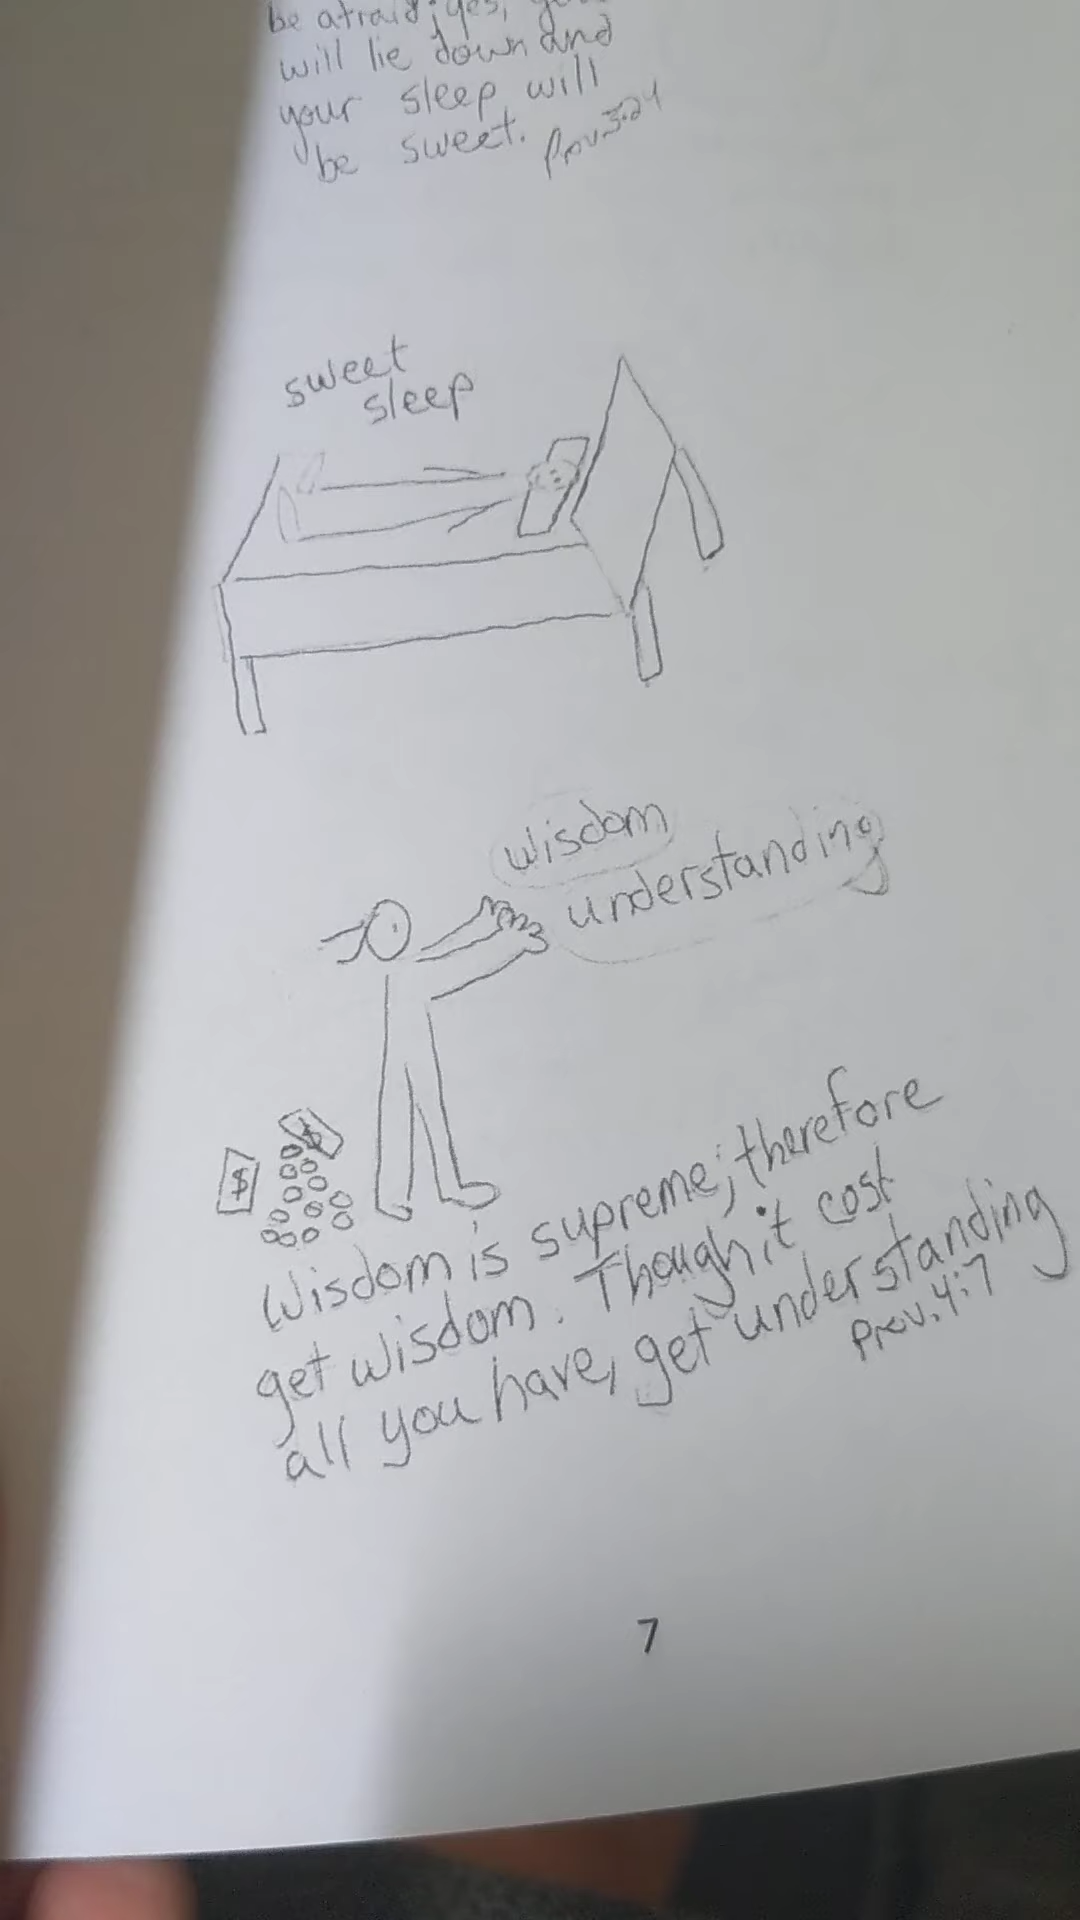 be afraid; yes, you
will lie down and
your sleep will
be sweet. Prov. 3:24
sweet
sleep
wisdom
understanding
$
$
Wisdom is supreme; therefore
get wisdom. Though it cost
all you have, get understanding
Prov. 4:7
7